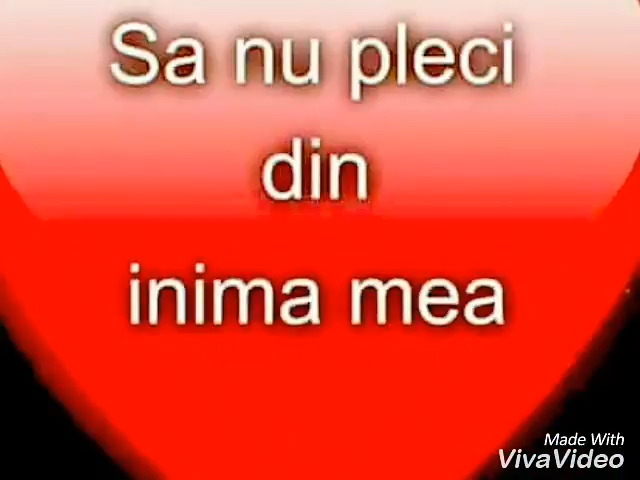 Sa nu pleci
din
inima mea
Made With
VivaVideo